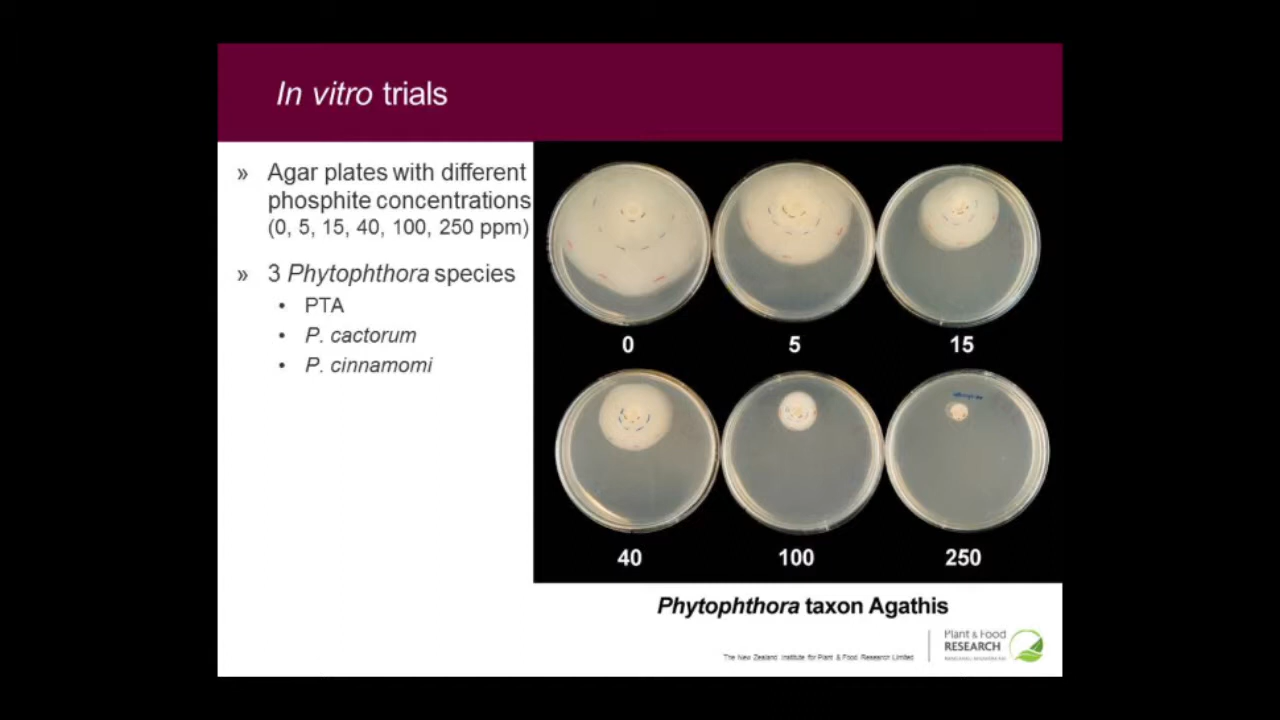 In vitro trials
» Agar plates with different
phosphite concentrations
(0, 5, 15, 40, 100, 250 ppm)
» 3 Phytophthora species
• PTA
• P. cactorum
• P. cinnamomi
0 5 15
40 100 250
Phytophthora taxon Agathis
Plant & Food
RESEARCH
The New Zealand Institute for Plant & Food Research Limited